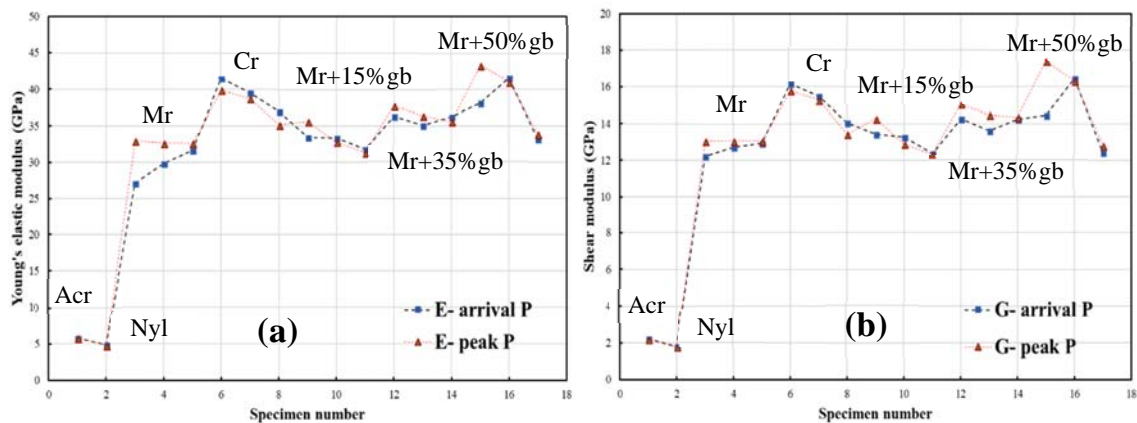 50
45
40
35
30
25
20
15
10
5
0
Young's elastic modulus (GPa)
Mr+50%gb
Cr
Mr+15%gb
Mr
Mr+35%gb
Acr
Nyl
(a)
E- arrival P
E- peak P
0 2 4 6 8 10 12 14 16 18
Specimen number
20
18
16
14
12
10
8
6
4
2
0
Shear modulus (GPa)
Mr+50%gb
Cr
Mr+15%gb
Mr
Mr+35%gb
Acr
Nyl
(b)
G- arrival P
G- peak P
0 2 4 6 8 10 12 14 16 18
Specimen number